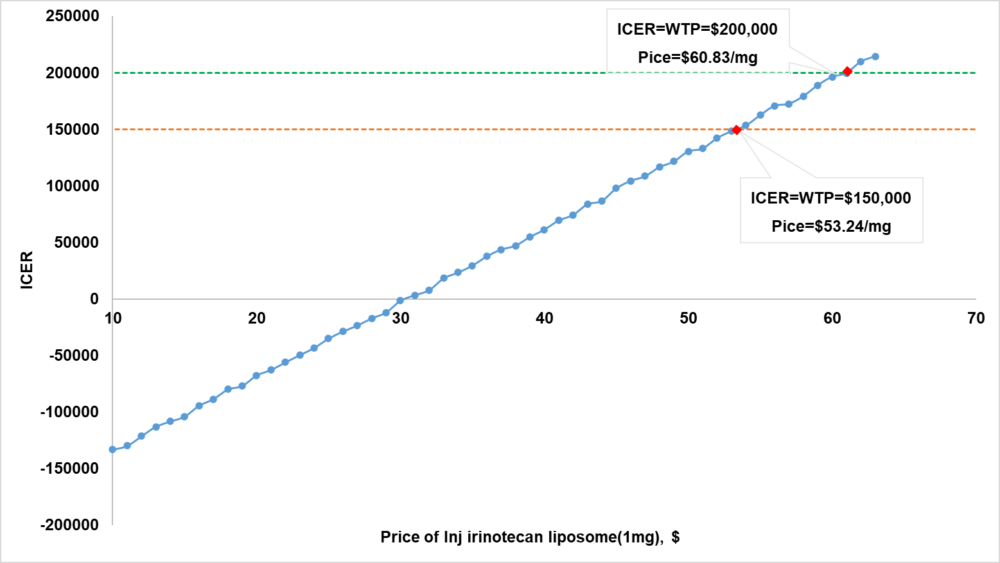 250000
ICER=WTP=$200,000
Pice=$60.83/mg
200000
150000
100000
ICER=WTP=$150,000
Pice=$53.24/mg
50000
ICER
0
10 20 30 40 50 60 70
-50000
-100000
-150000
-200000
Price of Inj irinotecan liposome(1mg), $